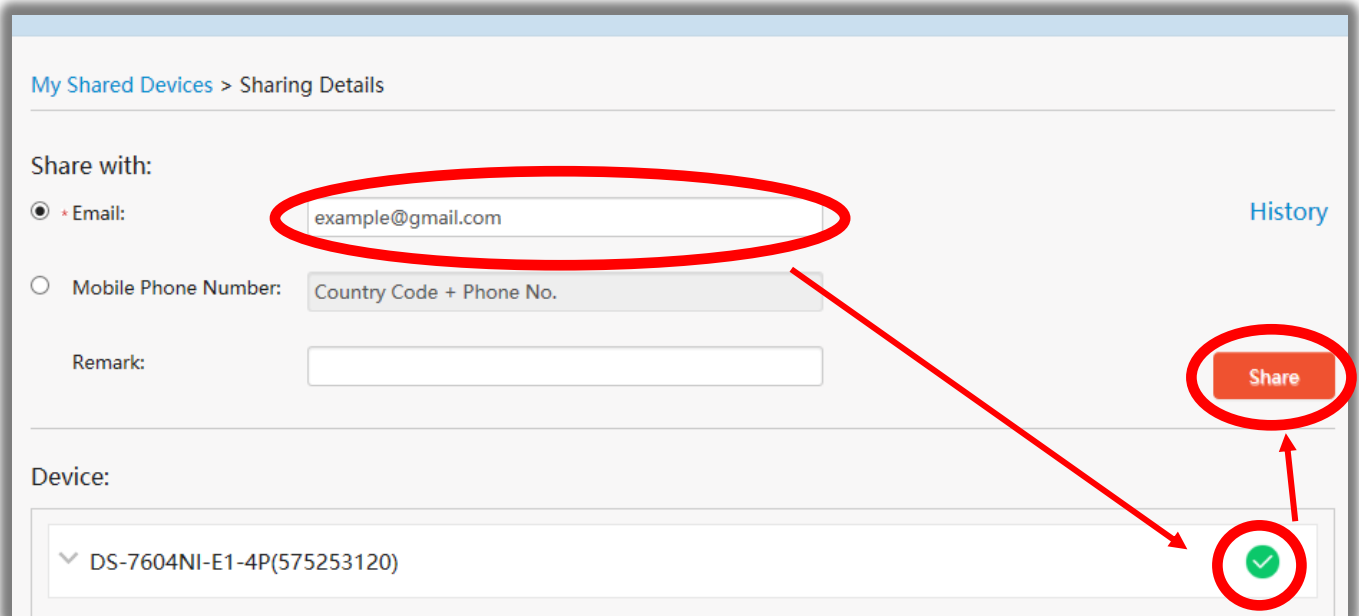 My Shared Devices > Sharing Details
Share with:
* Email: example@gmail.com History
Mobile Phone Number: Country Code + Phone No.
Remark:
Share
Device:
DS-7604NI-E1-4P(575253120)